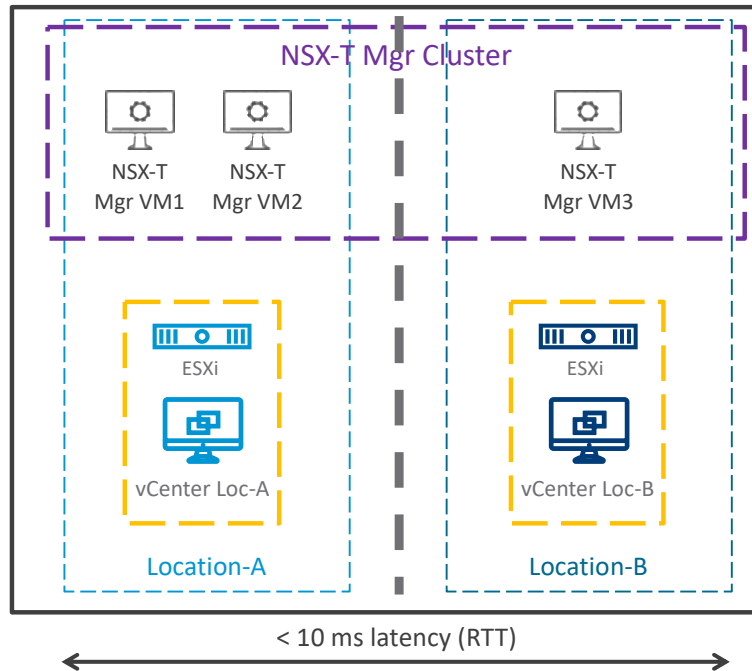 NSX-T Mgr Cluster
NSX-T
Mgr VM1
NSX-T
Mgr VM2
NSX-T
Mgr VM3
ESXi
vCenter Loc-A
ESXi
vCenter Loc-B
Location-A
Location-B
< 10 ms latency (RTT)